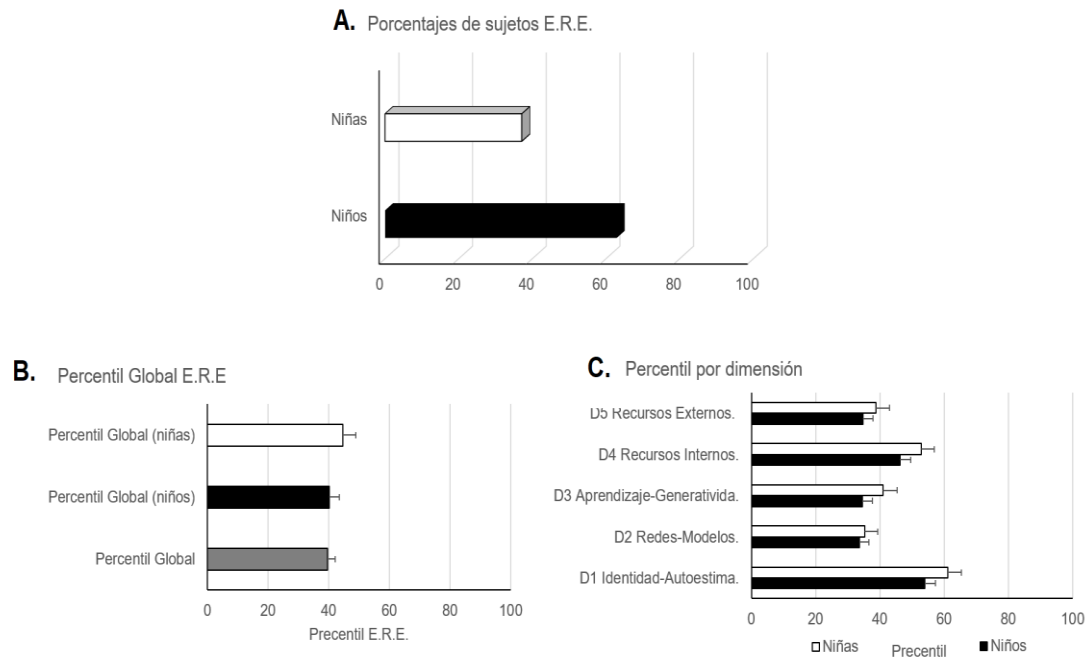 A. Porcentajes de sujetos E.R.E.
Niñas
Niños
0 20 40 60 80 100
B. Percentil Global E.R.E
Percentil Global (niñas)
Percentil Global (niños)
Percentil Global
0 20 40 60 80 100
Precentil E.R.E.
C. Percentil por dimensión
D5 Recursos Externos.
D4 Recursos Internos.
D3 Aprendizaje-Generativida.
D2 Redes-Modelos.
D1 Identidad-Autoestima.
0 20 40 60 80 100
Niñas Precentil Niños